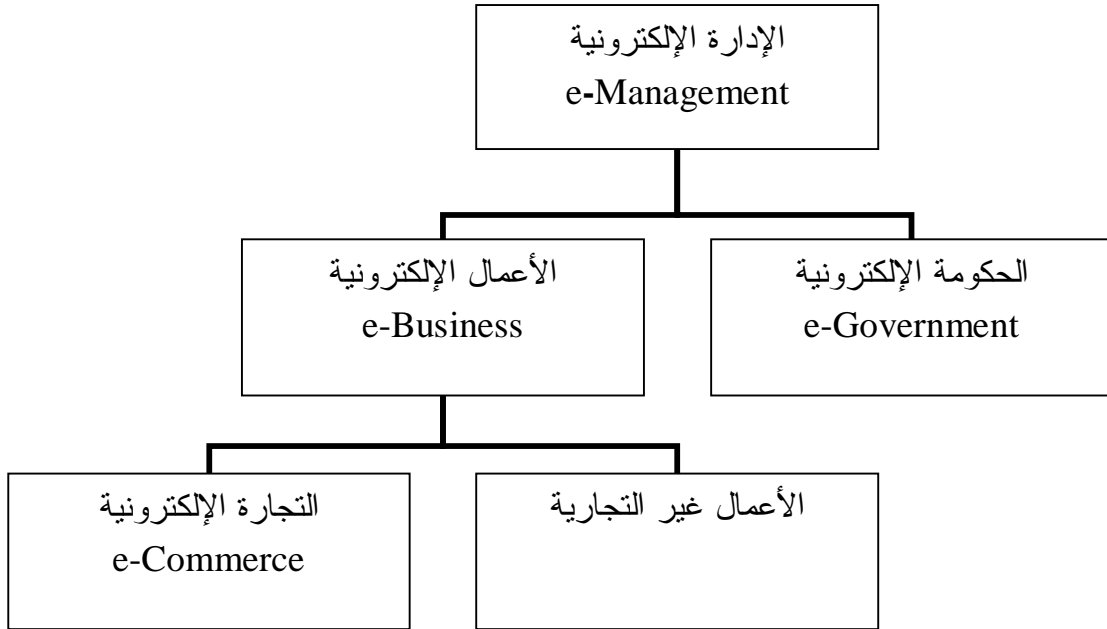 الإدارة الإلكترونية
e-Management
الحكومة الإلكترونية
e-Government
الأعمال الإلكترونية
e-Business
الأعمال غير التجارية
التجارة الإلكترونية
e-Commerce